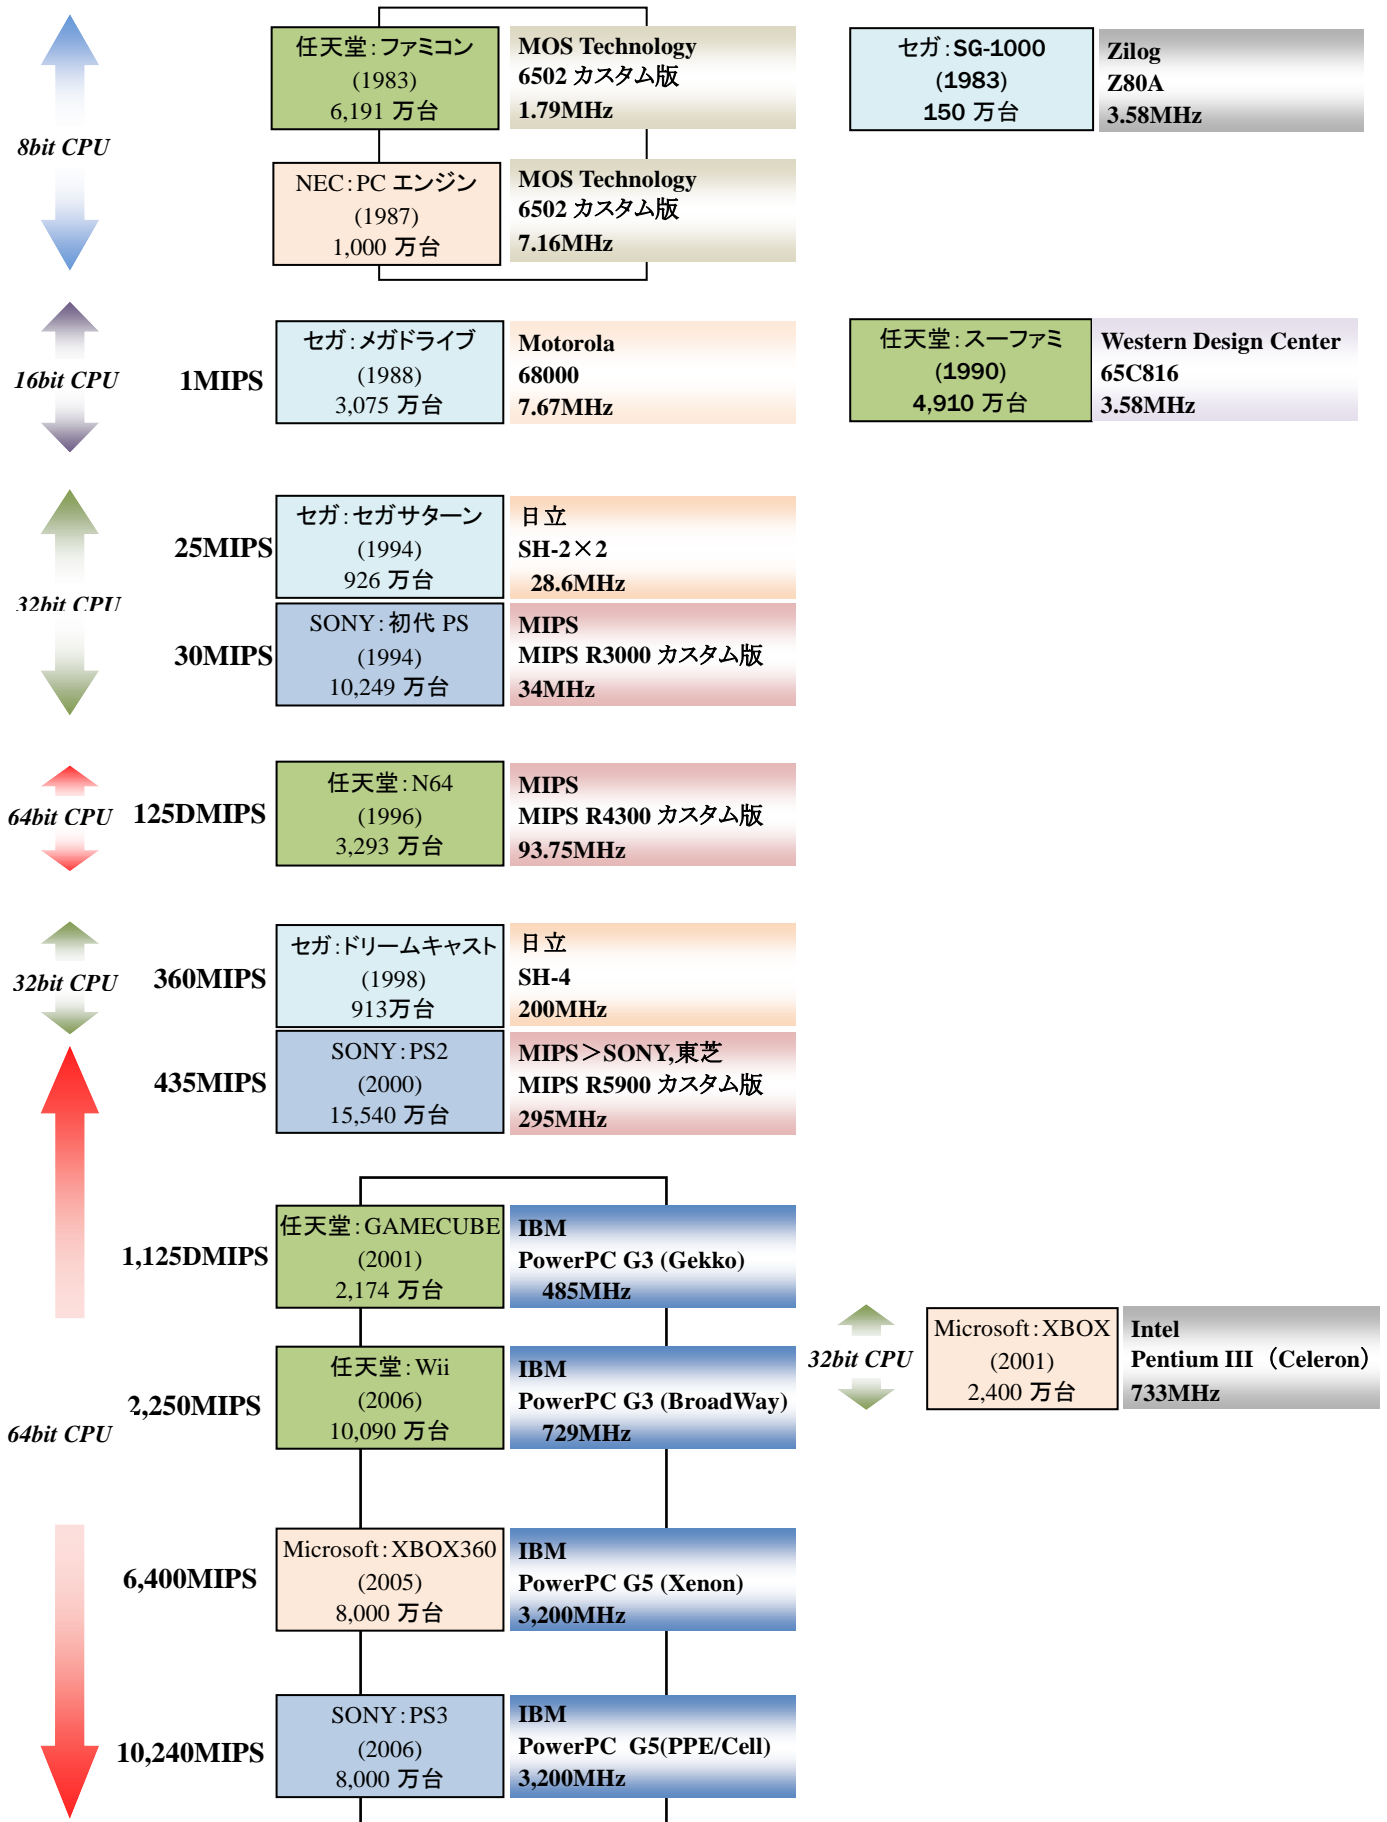 任天堂：ファミコン
(1983)
6,191 万台
MOS Technology
6502 カスタム版
1.79MHz
セガ：SG-1000
(1983)
150 万台
Zilog
Z80A
3.58MHz
8bit CPU
NEC：PC エンジン
(1987)
1,000 万台
MOS Technology
6502 カスタム版
7.16MHz
16bit CPU
1MIPS
セガ：メガドライブ
(1988)
3,075 万台
Motorola
68000
7.67MHz
任天堂：スーファミ
(1990)
4,910 万台
Western Design Center
65C816
3.58MHz
32bit CPU
25MIPS
セガ：セガサターン
(1994)
926 万台
日立
SH-2×2
28.6MHz
30MIPS
SONY：初代 PS
(1994)
10,249 万台
MIPS
MIPS R3000 カスタム版
34MHz
64bit CPU
125DMIPS
任天堂：N64
(1996)
3,293 万台
MIPS
MIPS R4300 カスタム版
93.75MHz
32bit CPU
360MIPS
セガ：ドリームキャスト
(1998)
913万台
日立
SH-4
200MHz
435MIPS
SONY：PS2
(2000)
15,540 万台
MIPS＞SONY,東芝
MIPS R5900 カスタム版
295MHz
1,125DMIPS
任天堂：GAMECUBE
(2001)
2,174 万台
IBM
PowerPC G3 (Gekko)
485MHz
32bit CPU
Microsoft：XBOX
(2001)
2,400 万台
Intel
Pentium III （Celeron）
733MHz
64bit CPU
2,250MIPS
任天堂：Wii
(2006)
10,090 万台
IBM
PowerPC G3 (BroadWay)
729MHz
6,400MIPS
Microsoft：XBOX360
(2005)
8,000 万台
IBM
PowerPC G5 (Xenon)
3,200MHz
10,240MIPS
SONY：PS3
(2006)
8,000 万台
IBM
PowerPC G5(PPE/Cell)
3,200MHz